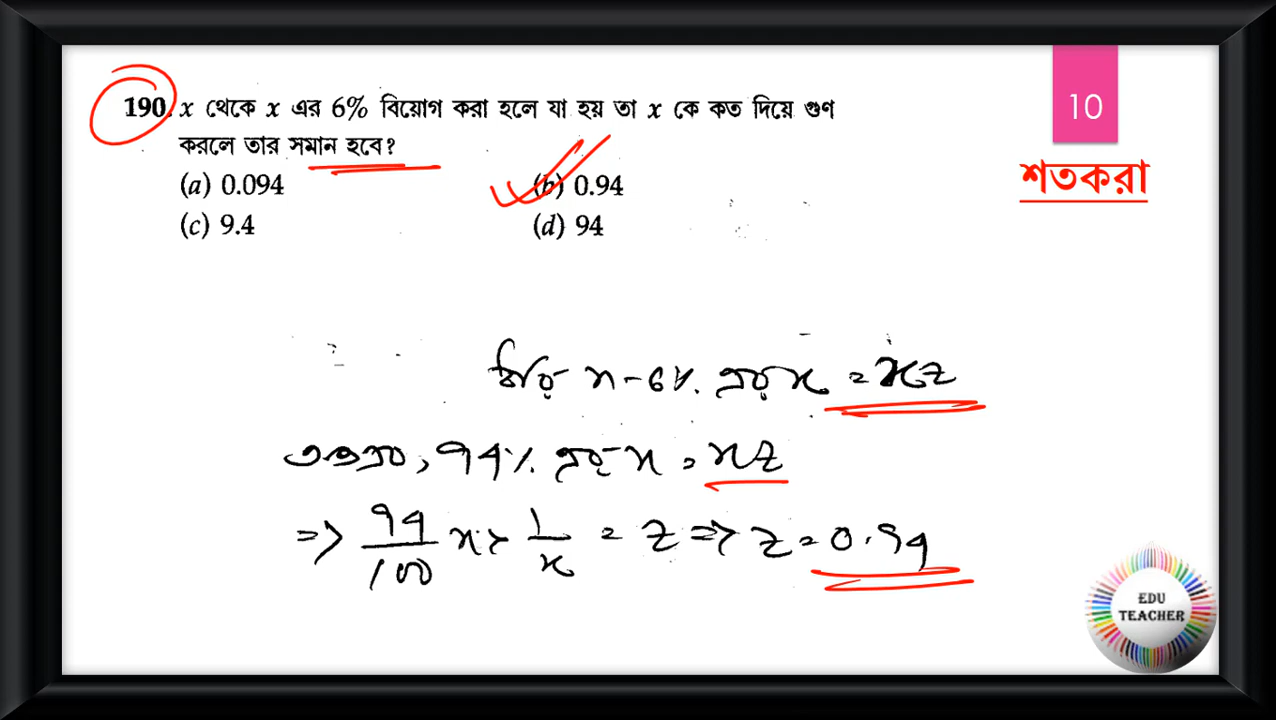 190. x থেকে x এর 6% বিয়োগ করা হলে যা হয় তা x কে কত দিয়ে গুণ
করলে তার সমান হবে?
(a) 0.094 (b) 0.94
(c) 9.4 (d) 94
10
শতকরা
ধরি x - 6% এর x = xz
অতএব, 94% এর x = xz
=> 94/100 x × 1/x = z => z = 0.94
EDU
TEACHER